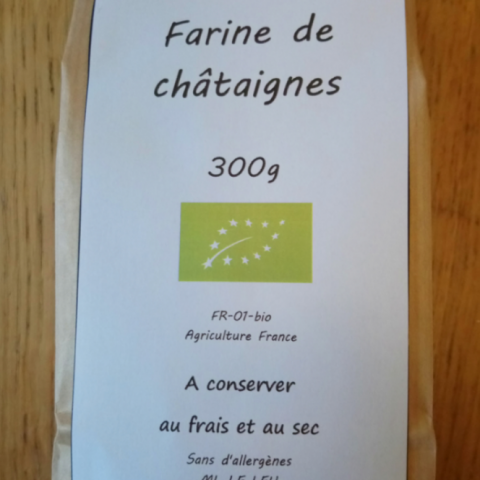 Farine de
châtaignes
300g
FR-01-bio
Agriculture France
A conserver
au frais et au sec
Sans d'allergènes